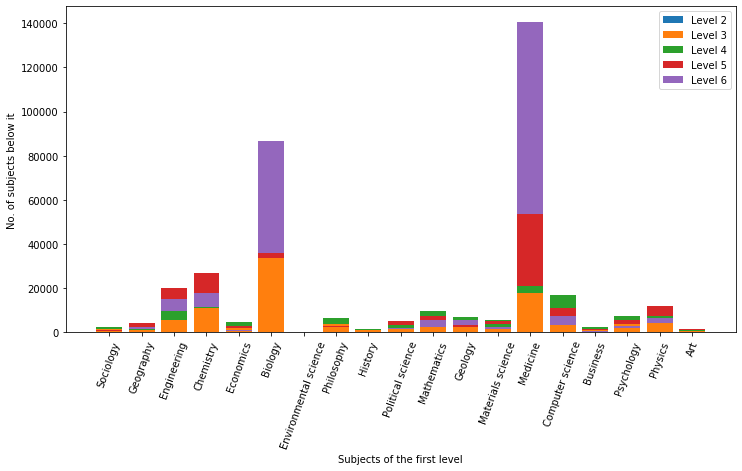 Level 2
Level 3
Level 4
Level 5
Level 6
No. of subjects below it
140000
120000
100000
80000
60000
40000
20000
0
Sociology
Geography
Engineering
Chemistry
Economics
Biology
Environmental science
Philosophy
History
Political science
Mathematics
Geology
Materials science
Medicine
Computer science
Business
Psychology
Physics
Art
Subjects of the first level